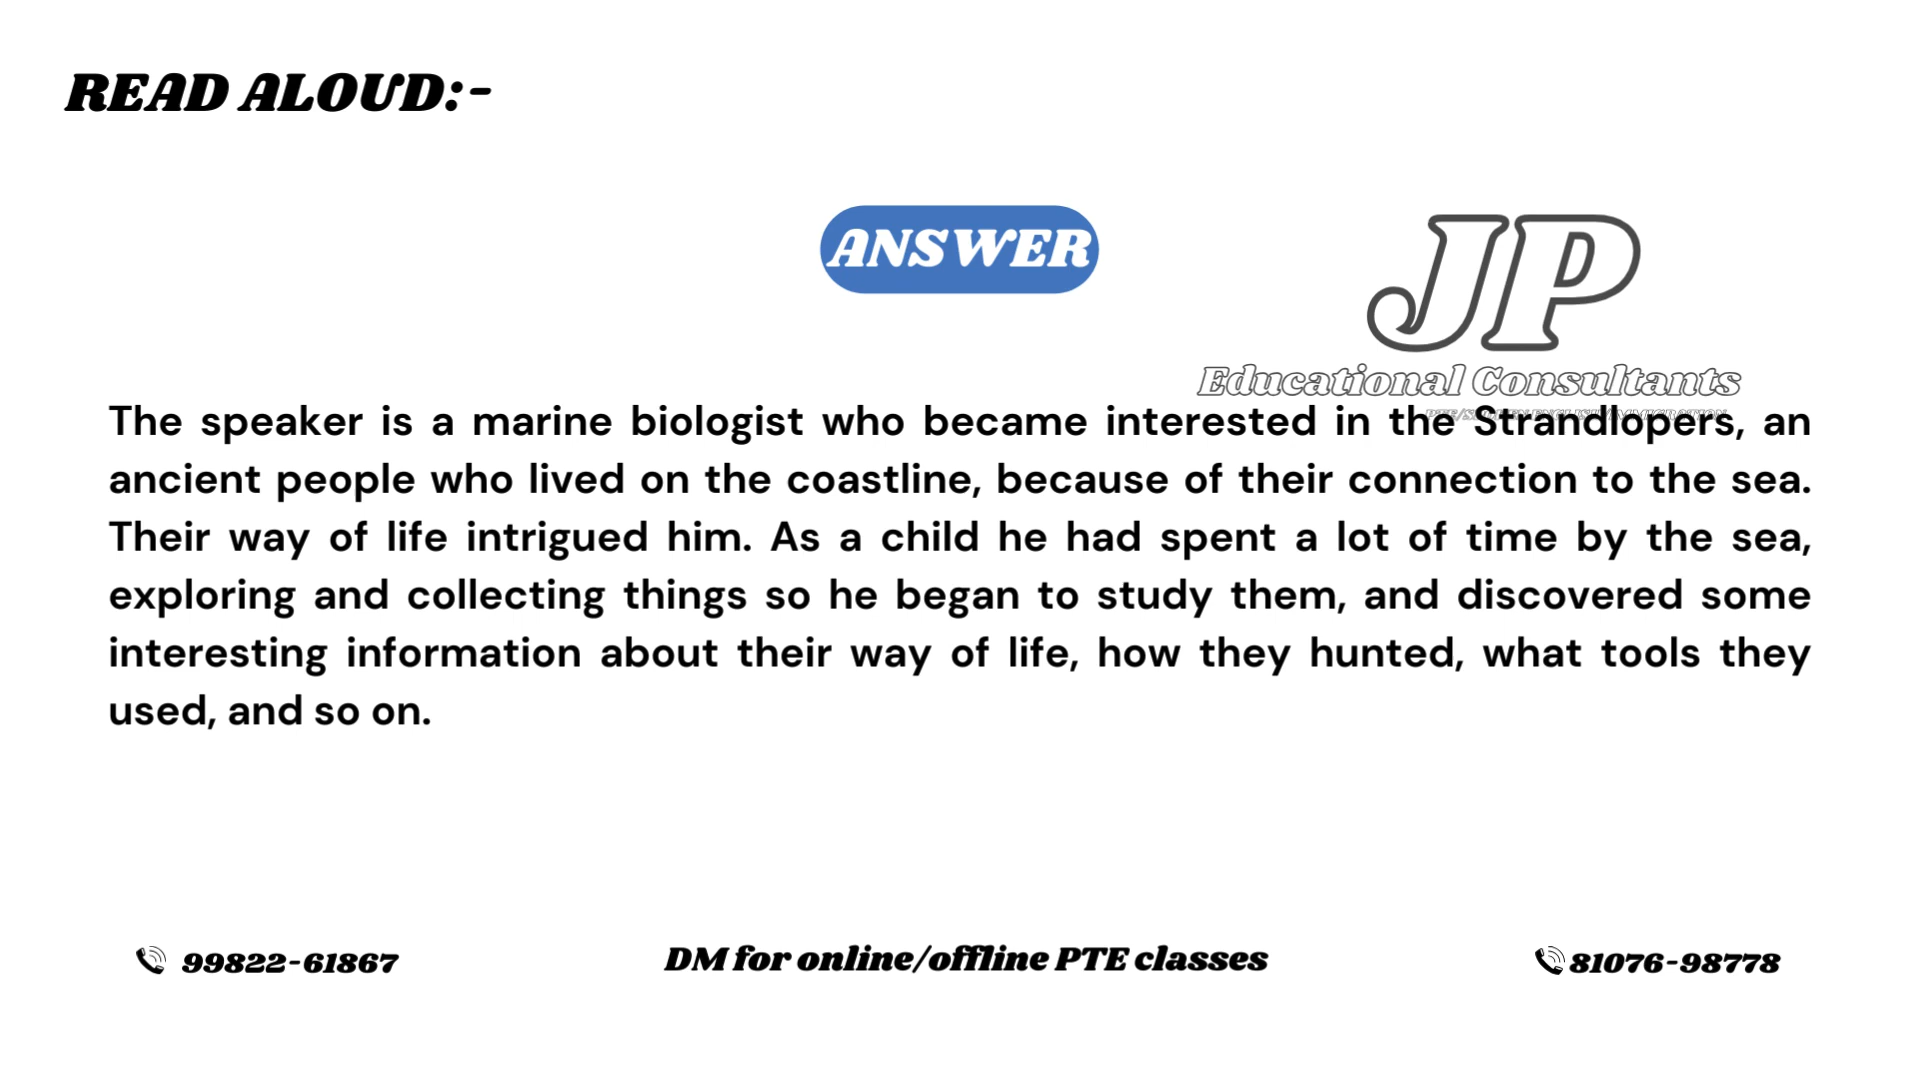 READ ALOUD:-
ANSWER
JP
Educational Consultants
The speaker is a marine biologist who became interested in the Strandlopers, an
ancient people who lived on the coastline, because of their connection to the sea.
Their way of life intrigued him. As a child he had spent a lot of time by the sea,
exploring and collecting things so he began to study them, and discovered some
interesting information about their way of life, how they hunted, what tools they
used, and so on.
99822-61867
DM for online/offline PTE classes
81076-98778